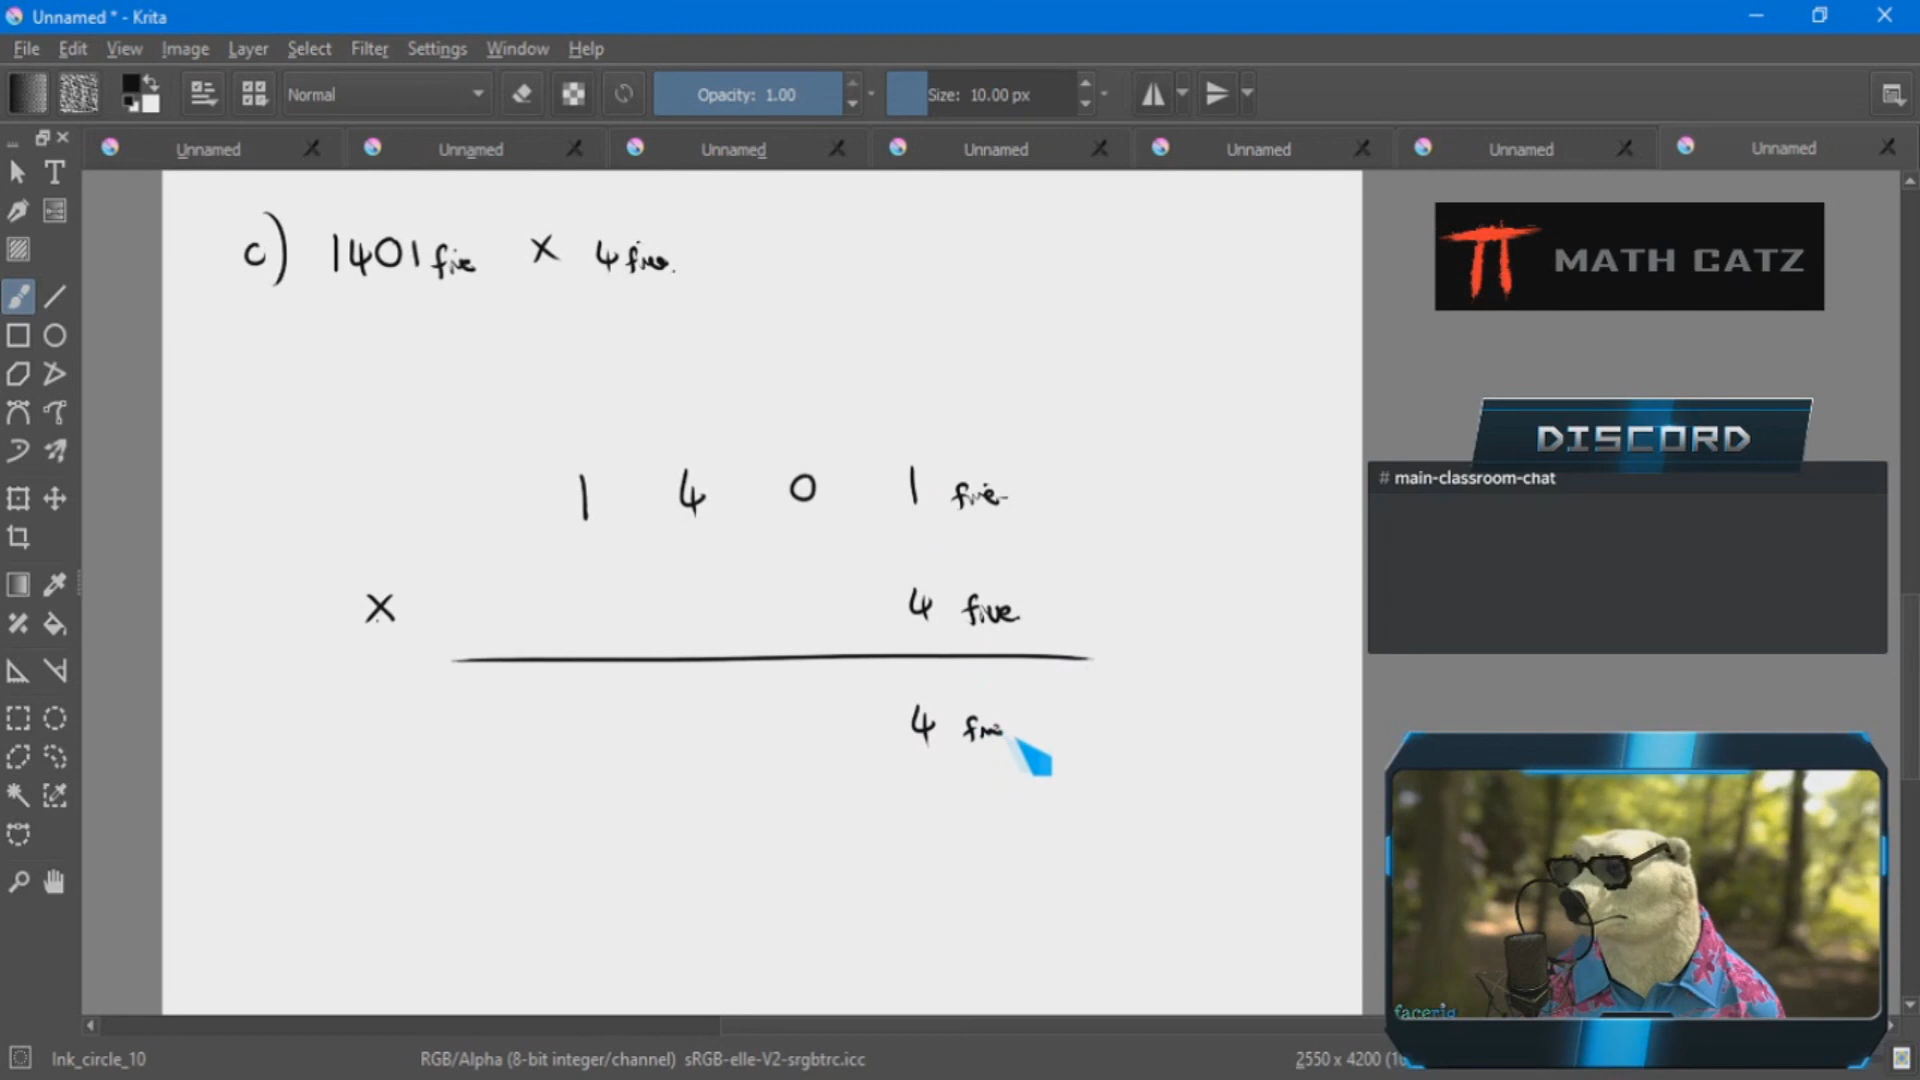 Unnamed * - Krita
File Edit View Image Layer Select Filter Settings Window Help
Normal Opacity: 1.00 Size: 10.00 px
Unnamed Unnamed Unnamed Unnamed Unnamed Unnamed Unnamed
c) 1401 five × 4 five.
1 4 0 1 five
× 4 five
4
MATH CATZ
DISCORD
# main-classroom-chat
facerig
Ink_circle_10 RGB/Alpha (8-bit integer/channel) sRGB-elle-V2-srgbtrc.icc 2550 x 4200